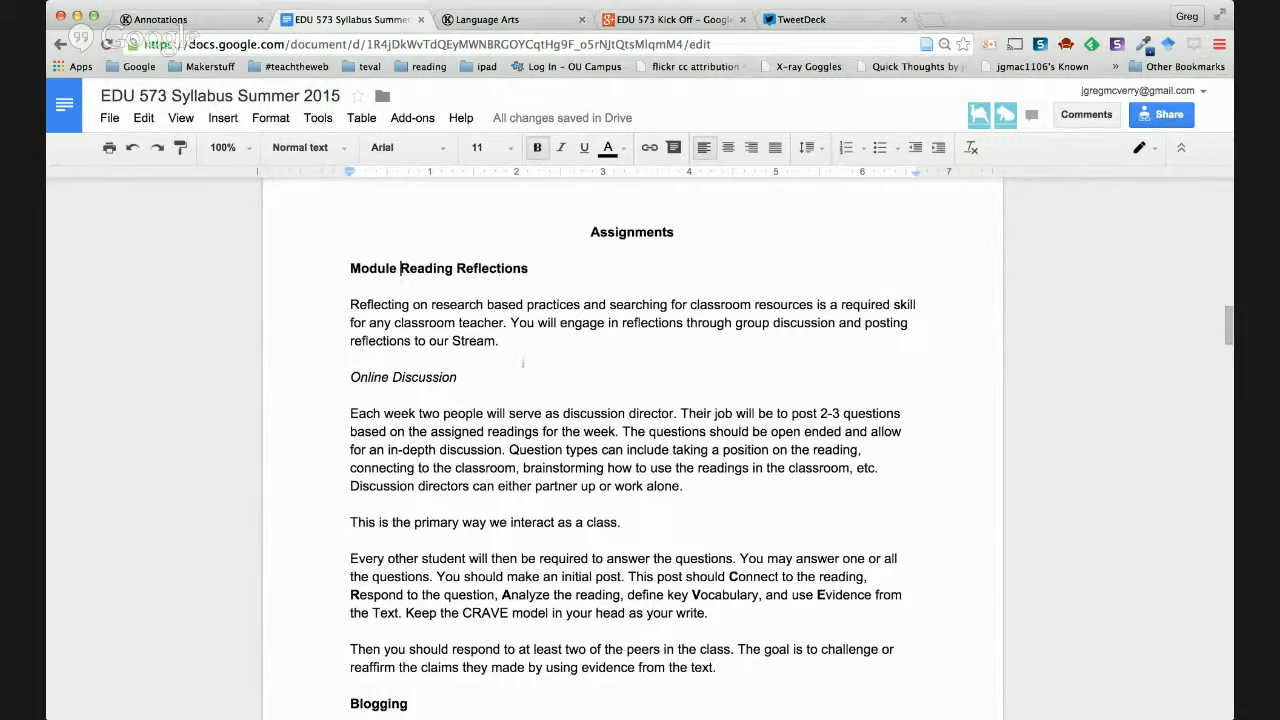 Annotations
EDU 573 Syllabus Summer
Language Arts
EDU 573 Kick Off – Google
TweetDeck
Greg
Google
https://docs.google.com/document/d/1R4jDkWvTdQEyMWNBRGOYCqtHg9F_o5rNJtQtsMlqmM4/edit
Apps
Google
Makerstuff
#teachtheweb
teval
reading
ipad
Log In - OU Campus
flickr cc attribution
X-ray Goggles
Quick Thoughts by
jgmac1106's Known
»
Other Bookmarks
EDU 573 Syllabus Summer 2015
jgregmcverry@gmail.com
File Edit View Insert Format Tools Table Add-ons Help All changes saved in Drive
Comments
Share
100% Normal text Arial 11 B I U A
1 1 2 3 4 5 6 7
Assignments
Module Reading Reflections
Reflecting on research based practices and searching for classroom resources is a required skill
for any classroom teacher. You will engage in reflections through group discussion and posting
reflections to our Stream.
Online Discussion
Each week two people will serve as discussion director. Their job will be to post 2-3 questions
based on the assigned readings for the week. The questions should be open ended and allow
for an in-depth discussion. Question types can include taking a position on the reading,
connecting to the classroom, brainstorming how to use the readings in the classroom, etc.
Discussion directors can either partner up or work alone.
This is the primary way we interact as a class.
Every other student will then be required to answer the questions. You may answer one or all
the questions. You should make an initial post. This post should Connect to the reading,
Respond to the question, Analyze the reading, define key Vocabulary, and use Evidence from
the Text. Keep the CRAVE model in your head as your write.
Then you should respond to at least two of the peers in the class. The goal is to challenge or
reaffirm the claims they made by using evidence from the text.
Blogging